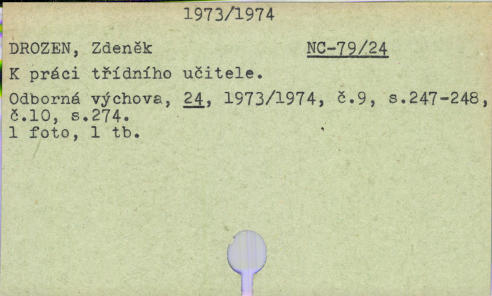 1973/1974
DROZEN, Zdeněk NC-79/24
K práci třídního učitele.
Odborná výchova, 24, 1973/1974, č.9, s.247-248,
č.10, s.274.
1 foto, 1 tb.